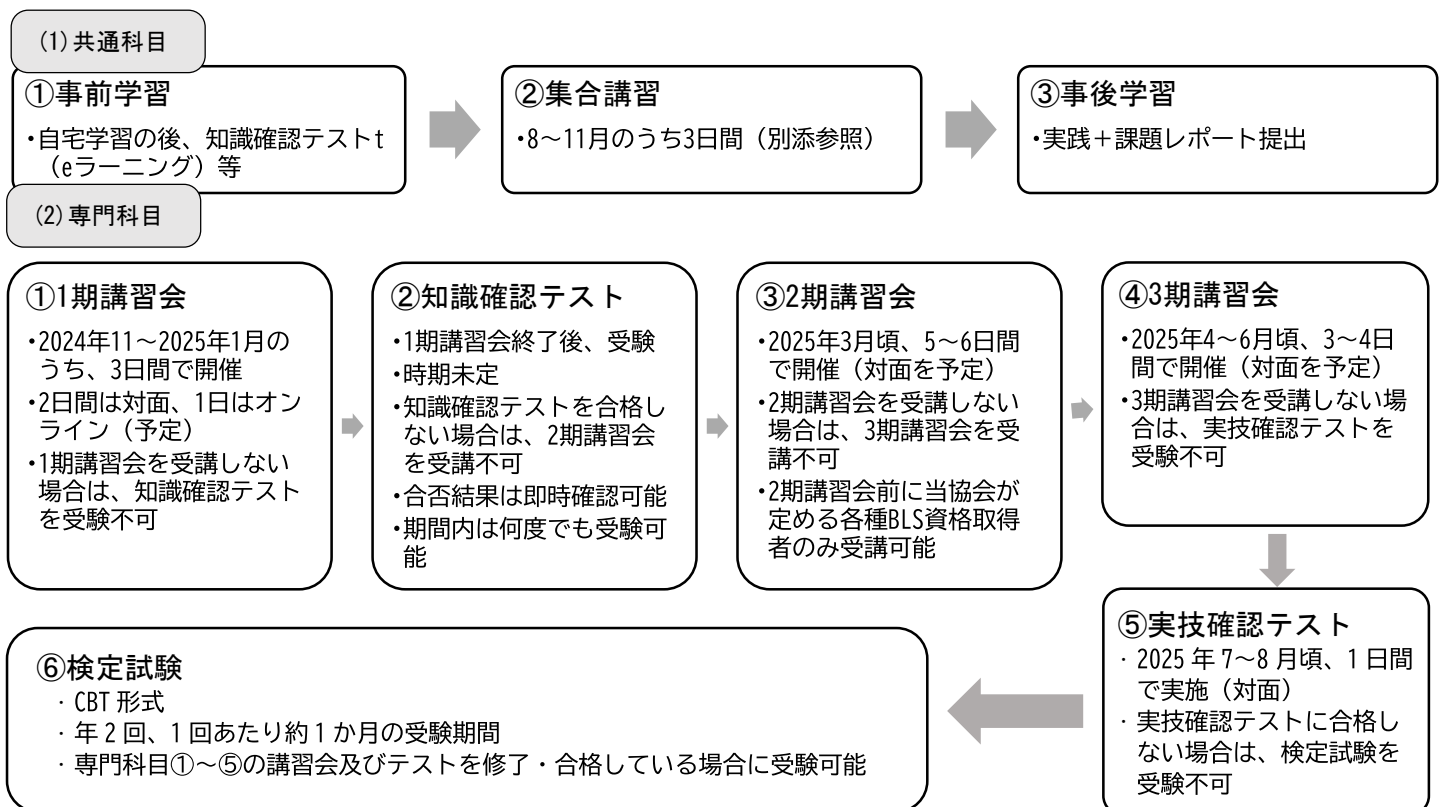 (1)共通科目
①事前学習
・自宅学習の後、知識確認テストt
（eラーニング）等
②集合講習
・8～11月のうち3日間（別添参照）
③事後学習
・実践＋課題レポート提出
(2)専門科目
①1期講習会
・2024年11～2025年1月の
うち、3日間で開催
・2日間は対面、1日はオン
ライン（予定）
・1期講習会を受講しない
場合は、知識確認テスト
を受験不可
②知識確認テスト
・1期講習会終了後、受験
・時期未定
・知識確認テストを合格し
ない場合は、2期講習会
を受講不可
・合否結果は即時確認可能
・期間内は何度でも受験可
能
③2期講習会
・2025年3月頃、5～6日間
で開催（対面を予定）
・2期講習会を受講しない
場合は、3期講習会を受
講不可
・2期講習会前に当協会が
定める各種BLS資格取得
者のみ受講可能
④3期講習会
・2025年4～6月頃、3～4日
間で開催（対面を予定）
・3期講習会を受講しない場
合は、実技確認テストを
受験不可
⑤実技確認テスト
・2025 年 7～8 月頃、1 日間
で実施（対面）
・実技確認テストに合格し
ない場合は、検定試験を
受験不可
⑥検定試験
・CBT 形式
・年 2 回、1 回あたり約 1 か月の受験期間
・専門科目①～⑤の講習会及びテストを修了・合格している場合に受験可能